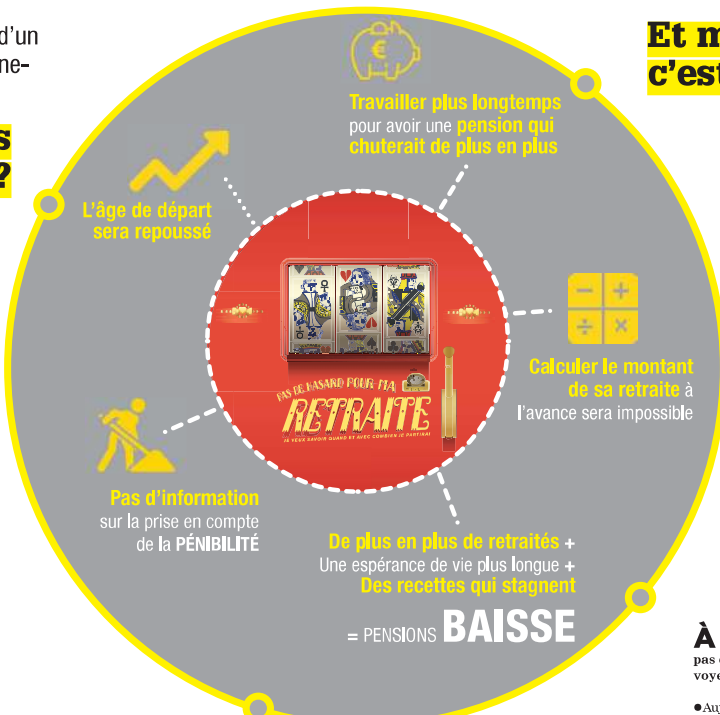 d'un
ne-
s
?
Et m
c'est
Travailler plus longtemps
pour avoir une pension qui
chuterait de plus en plus
L'âge de départ
sera repoussé
PAS DE HASARD POUR MA
RETRAITE
JE VEUX SAVOIR QUAND ET AVEC COMBIEN JE PARTIRAI
Calculer le montant
de sa retraite à
l'avance sera impossible
Pas d'information
sur la prise en compte
de la PÉNIBILITÉ
De plus en plus de retraités +
Une espérance de vie plus longue +
Des recettes qui stagnent
= PENSIONS BAISSE
À
pas
voye
●Au